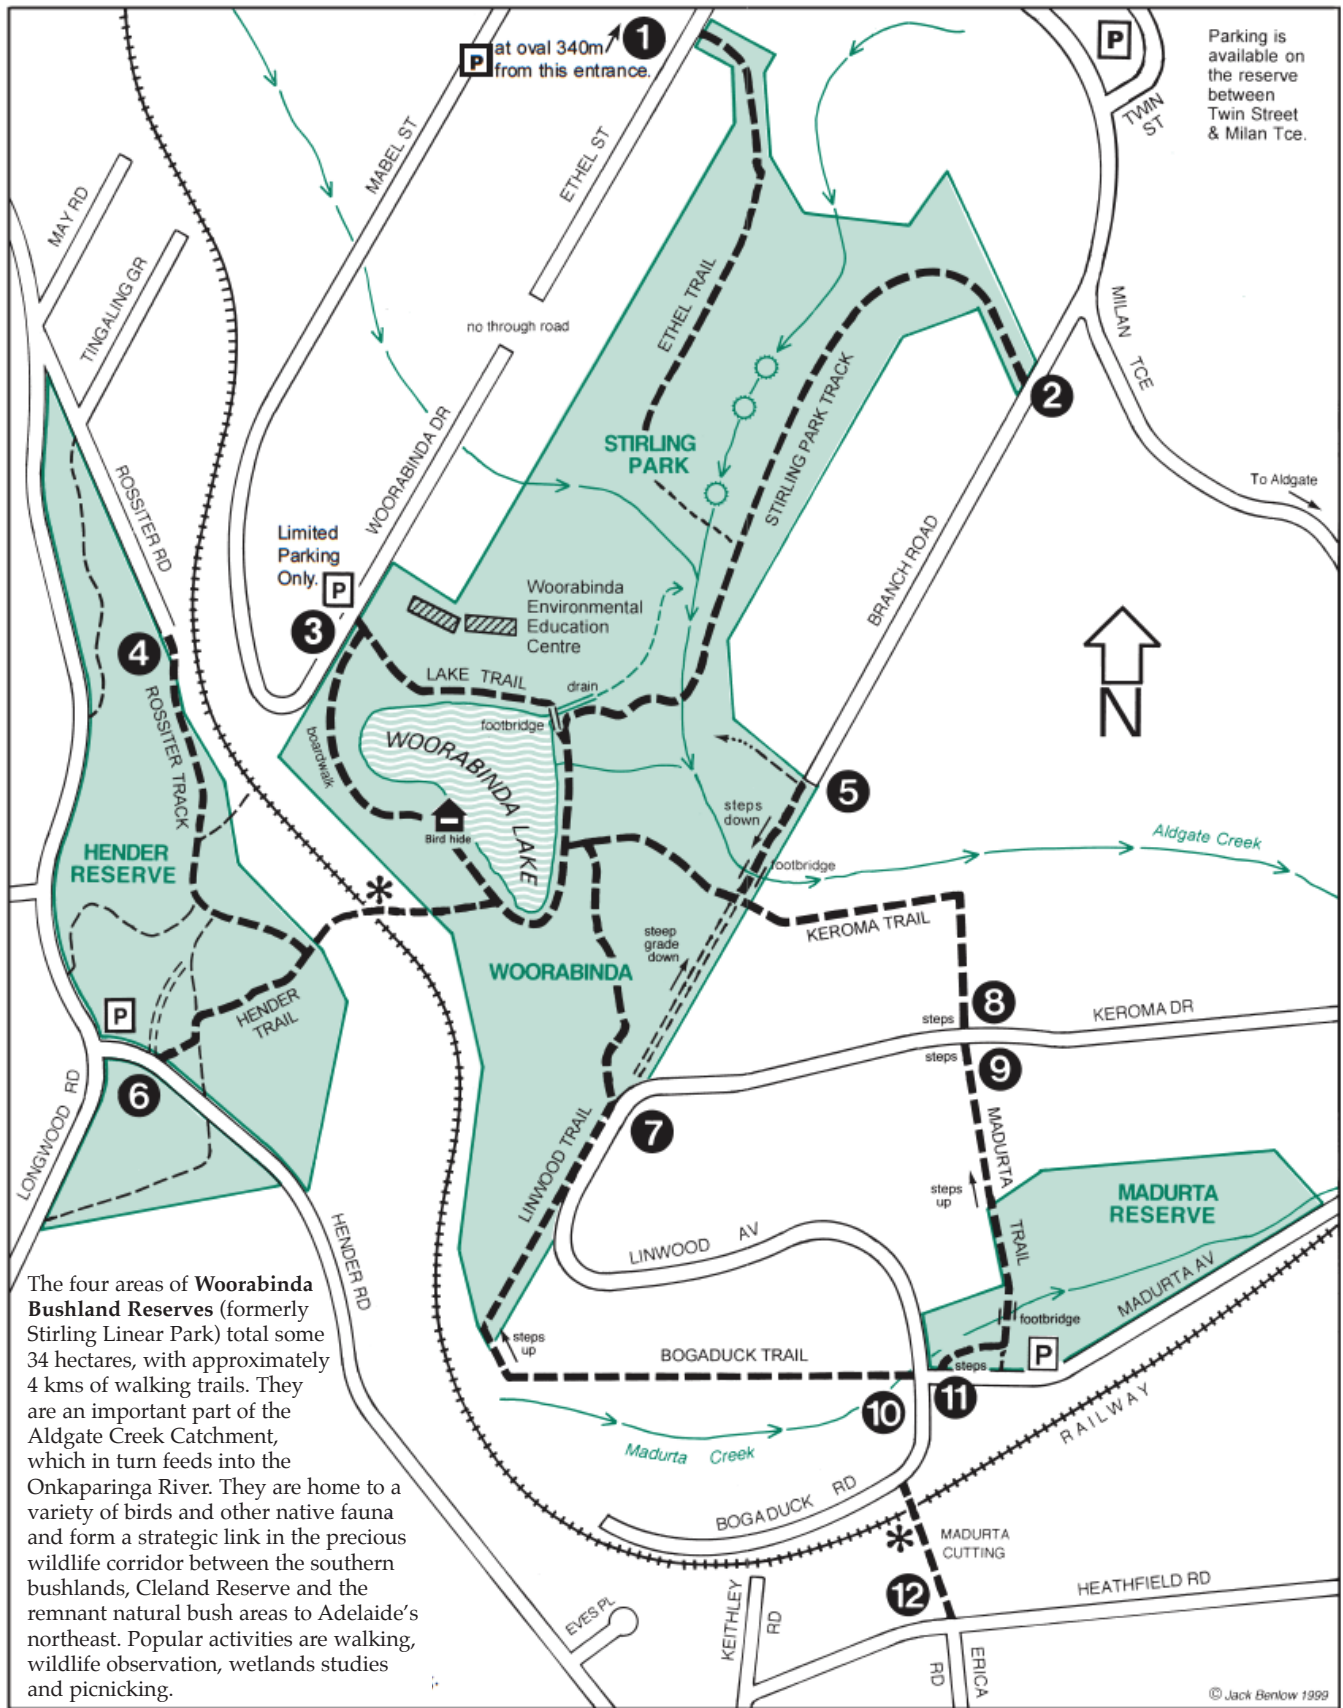 P
at oval 340m
from this entrance.
1
P
Parking is
available on
the reserve
between
Twin Street
& Milan Tce.
TWIN
ST
MABEL ST
ETHEL ST
MAY RD
TINGALING GR
ETHEL TRAIL
MILAN TCE
no through road
2
STIRLING
PARK
STIRLING PARK TRACK
WOORABINDA DR
ROSSITER RD
To Aldgate
BRANCH ROAD
Limited
Parking
Only.
P
3
Woorabinda
Environmental
Education
Centre
N
4
ROSSITER TRACK
LAKE TRAIL
drain
footbridge
boardwalk
WOORABINDA LAKE
Bird hide
5
steps
down
footbridge
Aldgate Creek
HENDER
RESERVE
KEROMA TRAIL
steep
grade
down
WOORABINDA
HENDER
TRAIL
P
6
8
steps
KEROMA DR
steps
9
LONGWOOD RD
LINWOOD TRAIL
7
MADURTA
TRAIL
steps
up
MADURTA
RESERVE
LINWOOD AV
HENDER RD
MADURTA AV
footbridge
steps
up
BOGADUCK TRAIL
steps
P
10
11
RAILWAY
Madurta Creek
BOGADUCK RD
MADURTA
CUTTING
12
HEATHFIELD RD
KEITHLEY
RD
EVES PL
ERICA
RD
The four areas of Woorabinda
Bushland Reserves (formerly
Stirling Linear Park) total some
34 hectares, with approximately
4 kms of walking trails. They
are an important part of the
Aldgate Creek Catchment,
which in turn feeds into the
Onkaparinga River. They are home to a
variety of birds and other native fauna
and form a strategic link in the precious
wildlife corridor between the southern
bushlands, Cleland Reserve and the
remnant natural bush areas to Adelaide's
northeast. Popular activities are walking,
wildlife observation, wetlands studies
and picnicking.
© Jack Benlow 1999